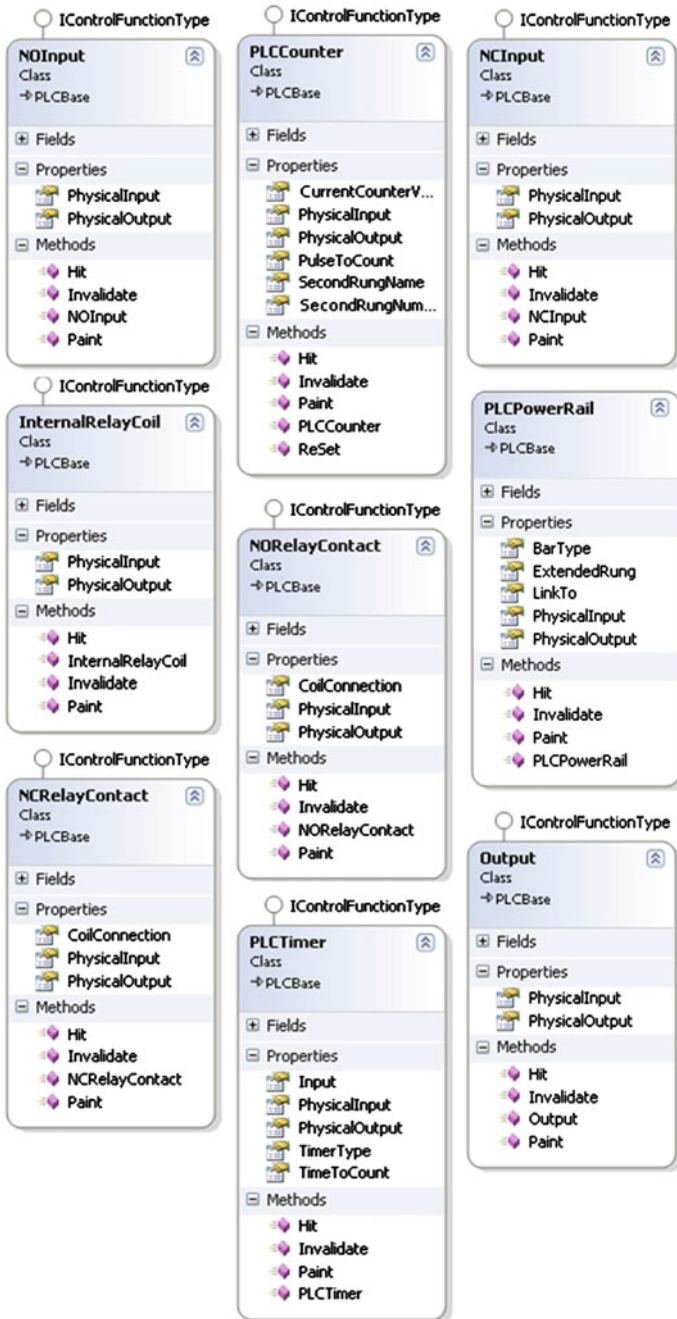 IControlFunctionType
NOInput
Class
PLCBase
Fields
Properties
PhysicalInput
PhysicalOutput
Methods
Hit
Invalidate
NOInput
Paint
IControlFunctionType
InternalRelayCoil
Class
PLCBase
Fields
Properties
PhysicalInput
PhysicalOutput
Methods
Hit
InternalRelayCoil
Invalidate
Paint
IControlFunctionType
NCRelayContact
Class
PLCBase
Fields
Properties
CoilConnection
PhysicalInput
PhysicalOutput
Methods
Hit
Invalidate
NCRelayContact
Paint
IControlFunctionType
PLCCounter
Class
PLCBase
Fields
Properties
CurrentCounterV...
PhysicalInput
PhysicalOutput
PulseToCount
SecondRungName
SecondRungNum...
Methods
Hit
Invalidate
Paint
PLCCounter
ReSet
IControlFunctionType
NORelayContact
Class
PLCBase
Fields
Properties
CoilConnection
PhysicalInput
PhysicalOutput
Methods
Hit
Invalidate
NORelayContact
Paint
IControlFunctionType
PLCTimer
Class
PLCBase
Fields
Properties
Input
PhysicalInput
PhysicalOutput
TimerType
TimeToCount
Methods
Hit
Invalidate
Paint
PLCTimer
IControlFunctionType
NCInput
Class
PLCBase
Fields
Properties
PhysicalInput
PhysicalOutput
Methods
Hit
Invalidate
NCInput
Paint
PLCPowerRail
Class
PLCBase
Fields
Properties
BarType
ExtendedRung
LinkTo
PhysicalInput
PhysicalOutput
Methods
Hit
Invalidate
Paint
PLCPowerRail
IControlFunctionType
Output
Class
PLCBase
Fields
Properties
PhysicalInput
PhysicalOutput
Methods
Hit
Invalidate
Output
Paint